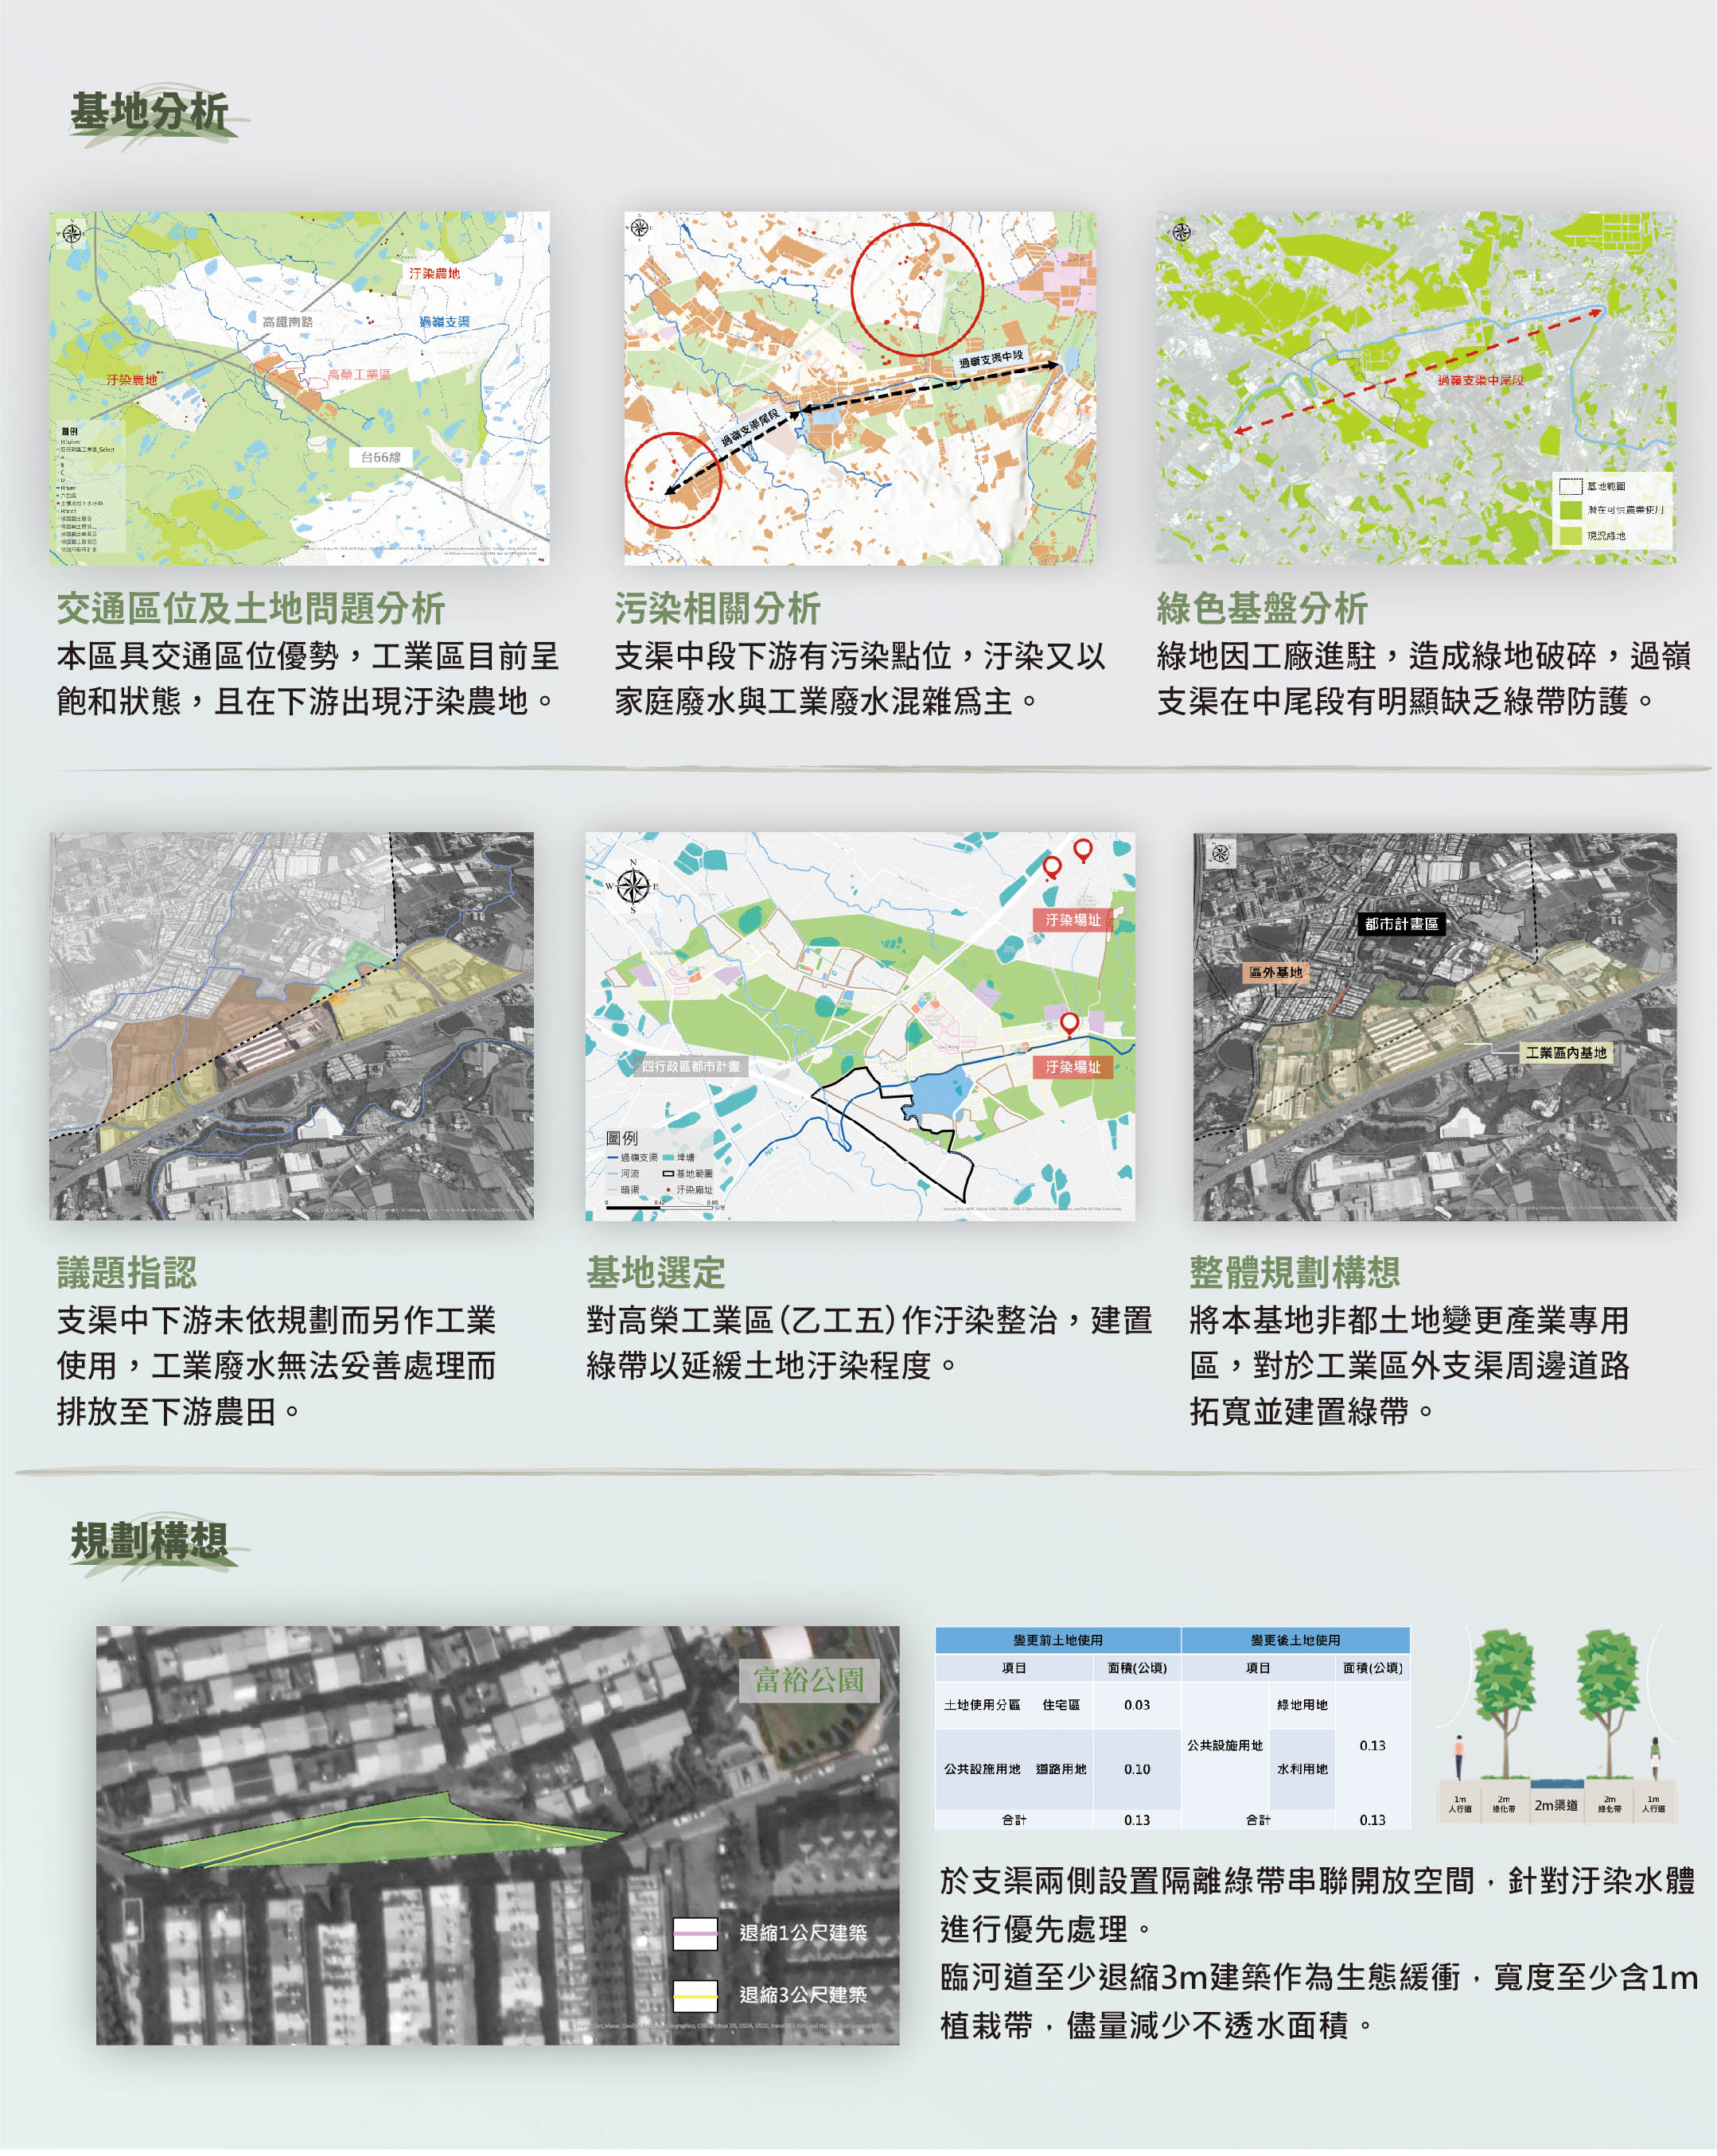 基地分析
汙染農地
高鐵南路
過嶺支渠
汙染農地
高榮工業區
台66線
圖例
過嶺支渠中段
過嶺支渠尾段
過嶺支渠中尾段
基地範圍
潛在可供農業使用
現況綠地
交通區位及土地問題分析
本區具交通區位優勢，工業區目前呈
飽和狀態，且在下游出現汙染農地。
污染相關分析
支渠中段下游有污染點位，汙染又以
家庭廢水與工業廢水混雜爲主。
綠色基盤分析
綠地因工廠進駐，造成綠地破碎，過嶺
支渠在中尾段有明顯缺乏綠帶防護。
N
W E
S
汙染場址
四行政區都市計畫
汙染場址
圖例
過嶺支渠 埤塘
河流 基地範圍
暗渠 汙染廠址
都市計畫區
區外基地
工業區內基地
議題指認
支渠中下游未依規劃而另作工業
使用，工業廢水無法妥善處理而
排放至下游農田。
基地選定
對高榮工業區（乙工五）作汙染整治，建置
綠帶以延緩土地汙染程度。
整體規劃構想
將本基地非都土地變更產業專用
區，對於工業區外支渠周邊道路
拓寬並建置綠帶。
規劃構想
富裕公園
退縮1公尺建築
退縮3公尺建築
變更前土地使用 變更後土地使用
項目 面積(公頃) 項目 面積(公頃)
土地使用分區 住宅區 0.03 綠地用地
公共設施用地 0.13
公共設施用地 道路用地 0.10 水利用地
合計 0.13 合計 0.13
1m 2m 2m渠道 2m 1m
人行道 綠化帶 綠化帶 人行道
於支渠兩側設置隔離綠帶串聯開放空間，針對汙染水體
進行優先處理。
臨河道至少退縮3m建築作為生態緩衝，寬度至少含1m
植栽帶，儘量減少不透水面積。